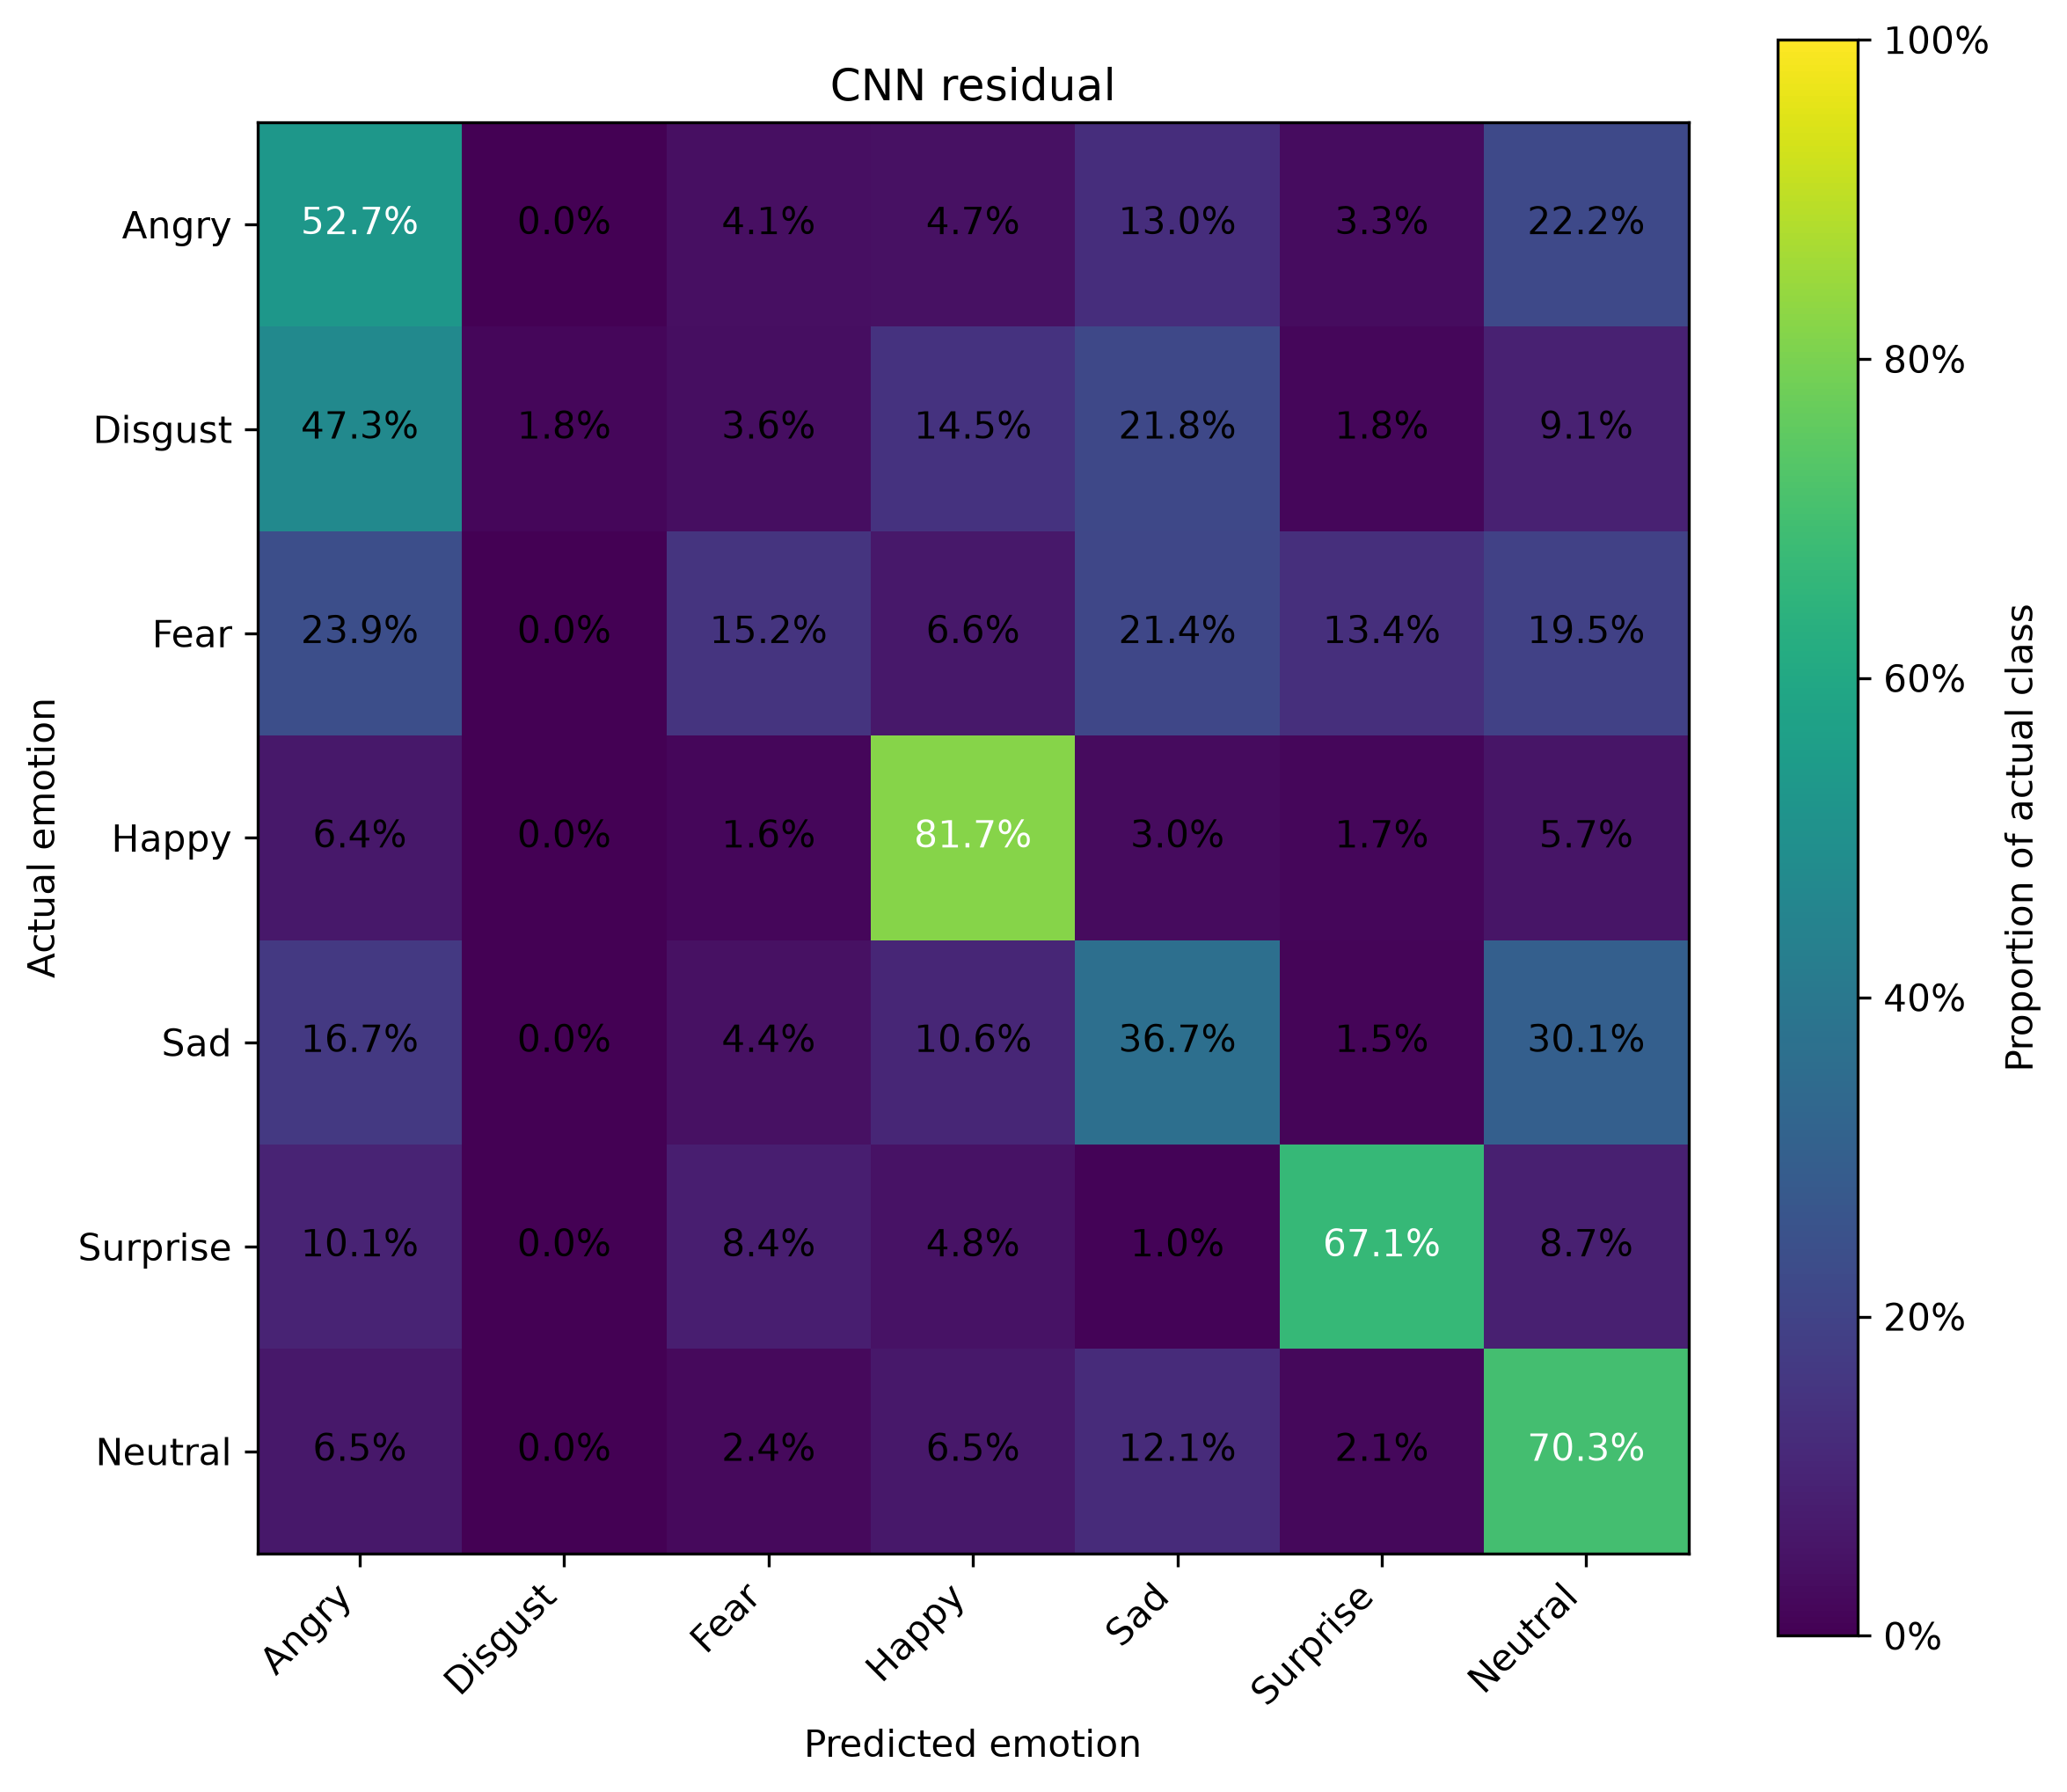 CNN residual
Actual emotion
Angry 52.7% 0.0% 4.1% 4.7% 13.0% 3.3% 22.2%
Disgust 47.3% 1.8% 3.6% 14.5% 21.8% 1.8% 9.1%
Fear 23.9% 0.0% 15.2% 6.6% 21.4% 13.4% 19.5%
Happy 6.4% 0.0% 1.6% 81.7% 3.0% 1.7% 5.7%
Sad 16.7% 0.0% 4.4% 10.6% 36.7% 1.5% 30.1%
Surprise 10.1% 0.0% 8.4% 4.8% 1.0% 67.1% 8.7%
Neutral 6.5% 0.0% 2.4% 6.5% 12.1% 2.1% 70.3%
Angry Disgust Fear Happy Sad Surprise Neutral
Predicted emotion
100%
80%
60%
40%
20%
0%
Proportion of actual class